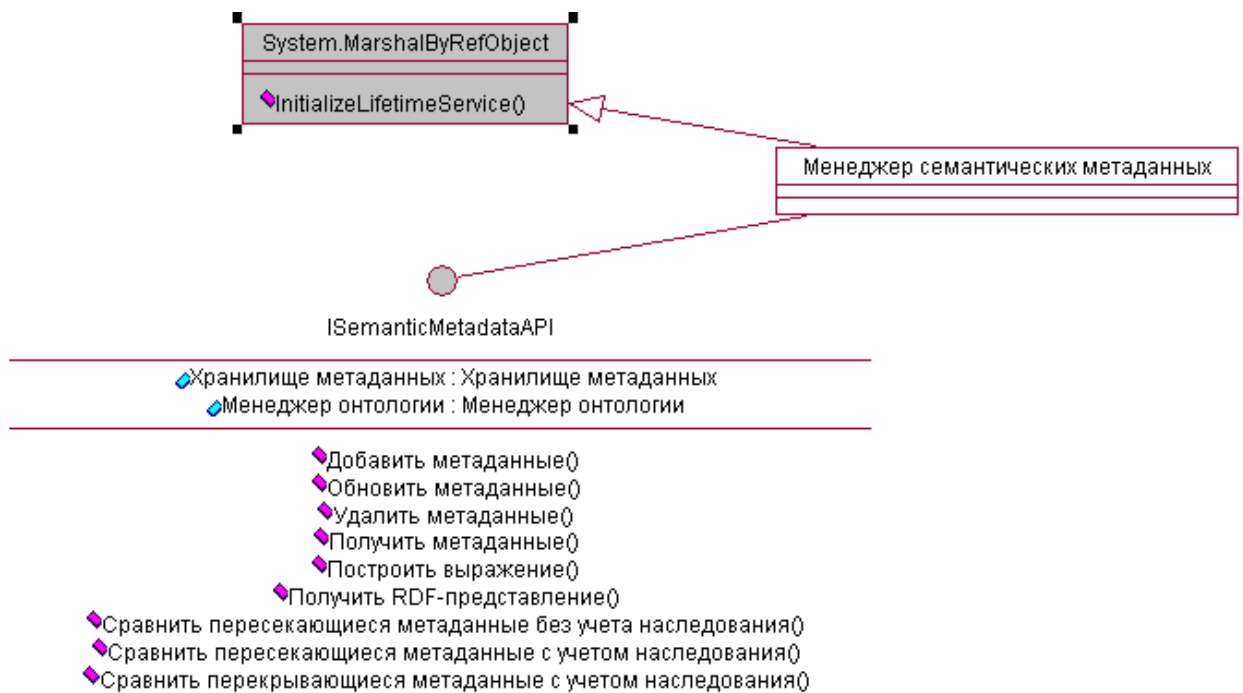 System.MarshalByRefObject
InitializeLifetimeService()
Менеджер семантических метаданных
ISemanticMetadataAPI
Хранилище метаданных : Хранилище метаданных
Менеджер онтологии : Менеджер онтологии
Добавить метаданные()
Обновить метаданные()
Удалить метаданные()
Получить метаданные()
Построить выражение()
Получить RDF-представление()
Сравнить пересекающиеся метаданные без учета наследования()
Сравнить пересекающиеся метаданные с учетом наследования()
Сравнить перекрывающиеся метаданные с учетом наследования()